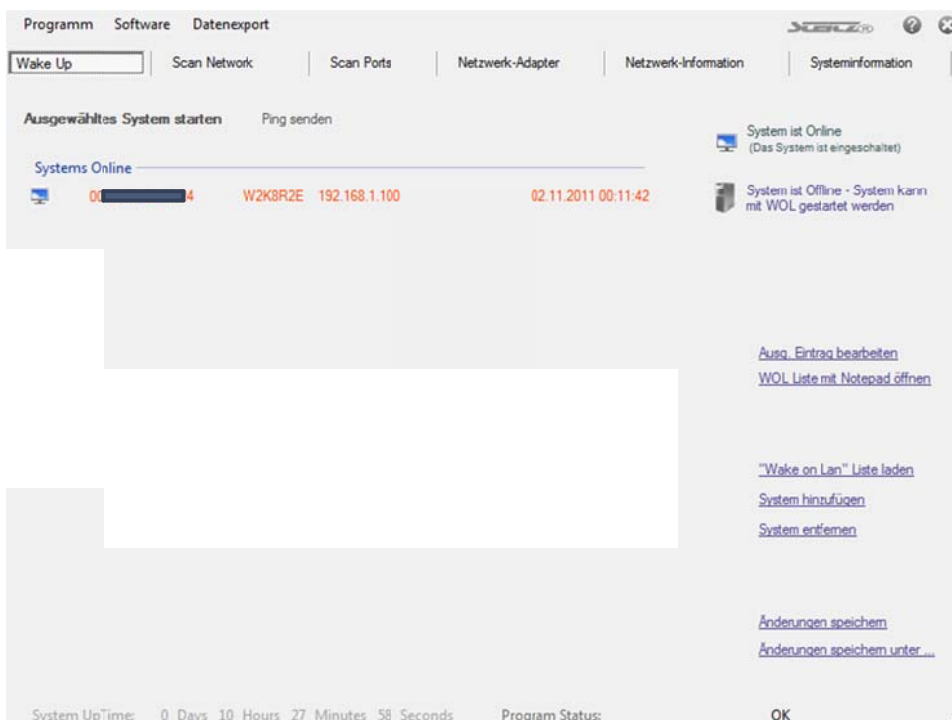 Programm Software Datenexport
Wake Up Scan Network Scan Ports Netzwerk-Adapter Netzwerk-Information Systeminformation
Ausgewähltes System starten Ping senden
System ist Online
(Das System ist eingeschaltet)
Systems Online
00 4 W2K8R2E 192.168.1.100 02.11.2011 00:11:42
System ist Offline - System kann
mit WOL gestartet werden
Ausg. Eintrag bearbeiten
WOL Liste mit Notepad öffnen
"Wake on Lan" Liste laden
System hinzufügen
System entfernen
Änderungen speichern
Änderungen speichern unter ...
System UpTime: 0 Days 10 Hours 27 Minutes 58 Seconds Program Status: OK